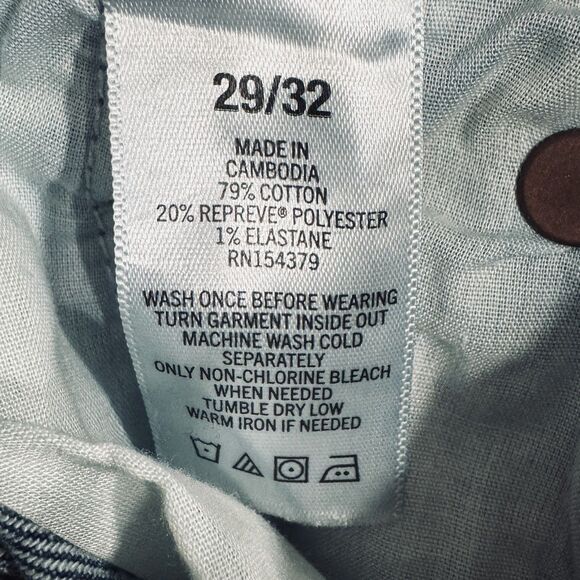 29/32
MADE IN
CAMBODIA
79% COTTON
20% REPREVE® POLYESTER
1% ELASTANE
RN154379
WASH ONCE BEFORE WEARING
TURN GARMENT INSIDE OUT
MACHINE WASH COLD
SEPARATELY
ONLY NON-CHLORINE BLEACH
WHEN NEEDED
TUMBLE DRY LOW
WARM IRON IF NEEDED